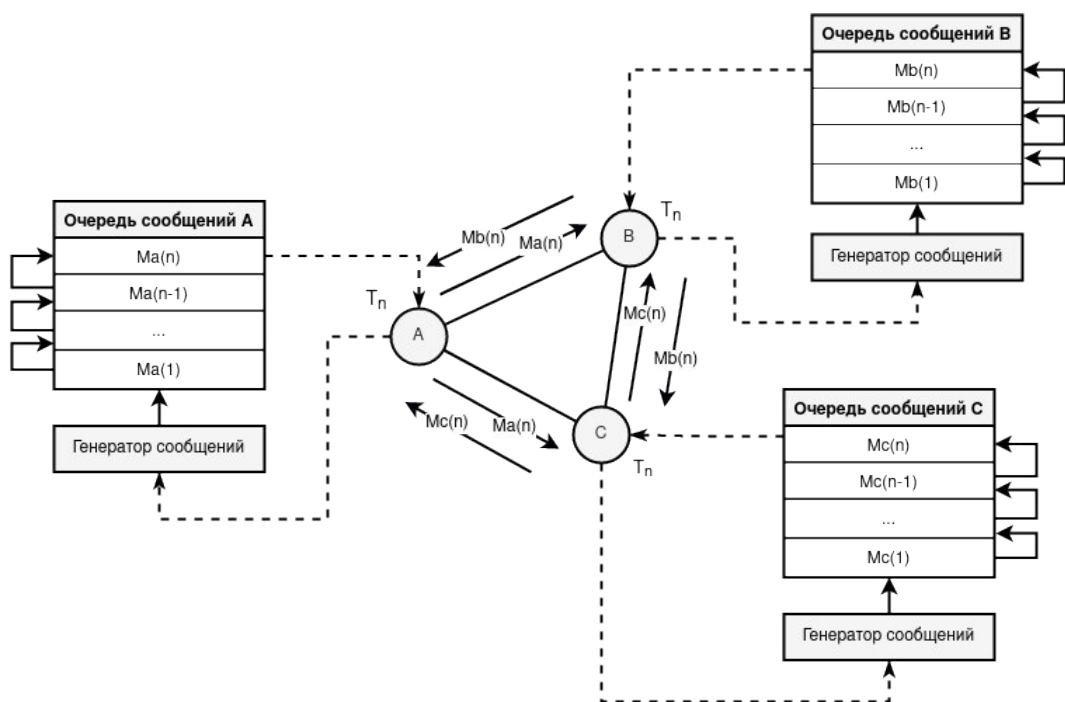 Очередь сообщений B
Mb(n)
Mb(n-1)
...
Mb(1)
Генератор сообщений
Очередь сообщений A
Ma(n)
Ma(n-1)
...
Ma(1)
Генератор сообщений
Mb(n)
Ma(n)
B
Tn
Tn
A
Mc(n)
Mb(n)
Mc(n)
Ma(n)
C
Tn
Очередь сообщений C
Mc(n)
Mc(n-1)
...
Mc(1)
Генератор сообщений